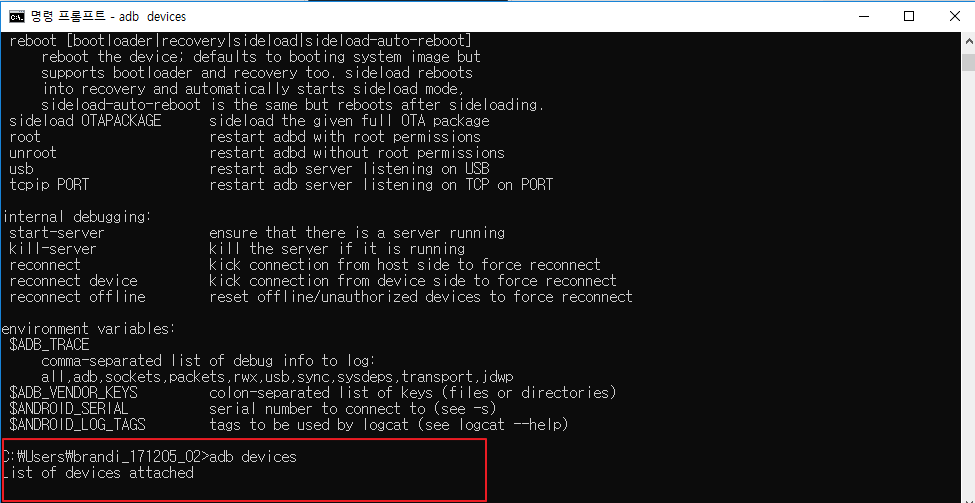 명령 프롬프트 - adb devices
reboot [bootloader|recovery|sideload|sideload-auto-reboot]
reboot the device; defaults to booting system image but
supports bootloader and recovery too. sideload reboots
into recovery and automatically starts sideload mode,
sideload-auto-reboot is the same but reboots after sideloading.
sideload OTAPACKAGE sideload the given full OTA package
root restart adbd with root permissions
unroot restart adbd without root permissions
usb restart adb server listening on USB
tcpip PORT restart adb server listening on TCP on PORT
internal debugging:
start-server ensure that there is a server running
kill-server kill the server if it is running
reconnect kick connection from host side to force reconnect
reconnect device kick connection from device side to force reconnect
reconnect offline reset offline/unauthorized devices to force reconnect
environment variables:
$ADB_TRACE
comma-separated list of debug info to log:
all,adb,sockets,packets,rwx,usb,sync,sysdeps,transport,jdwp
$ADB_VENDOR_KEYS colon-separated list of keys (files or directories)
$ANDROID_SERIAL serial number to connect to (see -s)
$ANDROID_LOG_TAGS tags to be used by logcat (see logcat --help)
C:₩Users₩brandi_171205_02>adb devices
List of devices attached